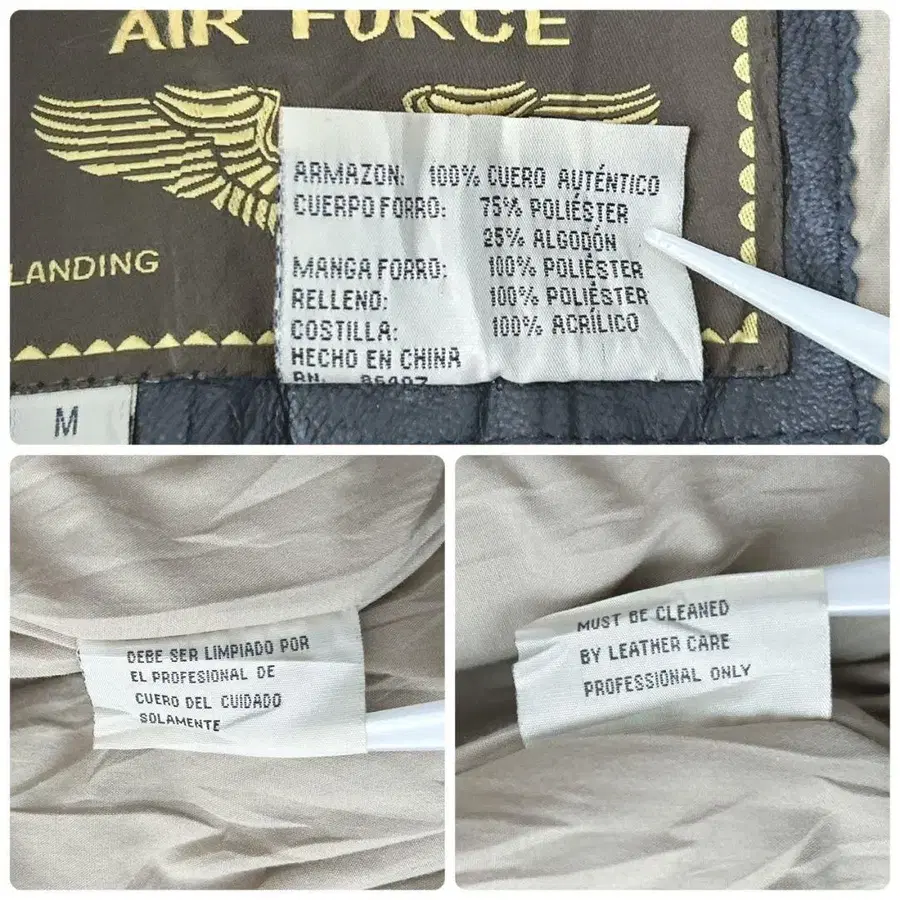 AIR FORCE
LANDING
ARMAZON: 100% CUERO AUTÉNTICO
CUERPO FORRO: 75% POLIÉSTER
25% ALGODÓN
MANGA FORRO: 100% POLIÉSTER
RELLENO: 100% POLIÉSTER
COSTILLA: 100% ACRÍLICO
HECHO EN CHINA
RN:
M
DEBE SER LIMPIADO POR
EL PROFESIONAL DE
CUERO DEL CUIDADO
SOLAMENTE
MUST BE CLEANED
BY LEATHER CARE
PROFESSIONAL ONLY